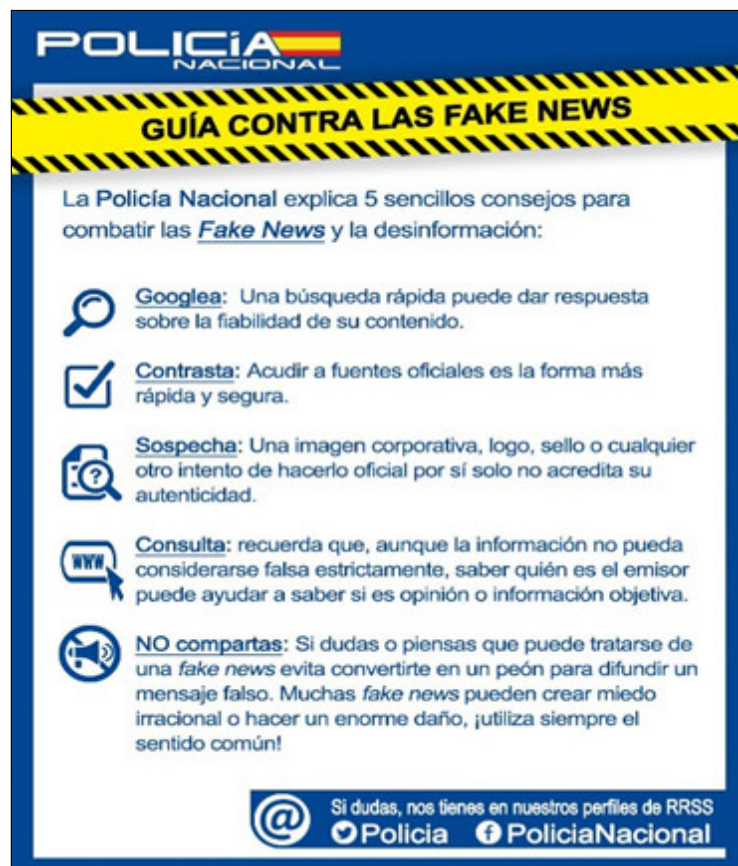 POLICÍA
NACIONAL
GUÍA CONTRA LAS FAKE NEWS
La Policía Nacional explica 5 sencillos consejos para
combatir las Fake News y la desinformación:
Googlea: Una búsqueda rápida puede dar respuesta
sobre la fiabilidad de su contenido.
Contrasta: Acudir a fuentes oficiales es la forma más
rápida y segura.
Sospecha: Una imagen corporativa, logo, sello o cualquier
otro intento de hacerlo oficial por sí solo no acredita su
autenticidad.
WWW
Consulta: recuerda que, aunque la información no pueda
considerarse falsa estrictamente, saber quién es el emisor
puede ayudar a saber si es opinión o información objetiva.
NO compartas: Si dudas o piensas que puede tratarse de
una fake news evita convertirte en un peón para difundir un
mensaje falso. Muchas fake news pueden crear miedo
irracional o hacer un enorme daño, ¡utiliza siempre el
sentido común!
@ Si dudas, nos tienes en nuestros perfiles de RRSS
Policia f PoliciaNacional